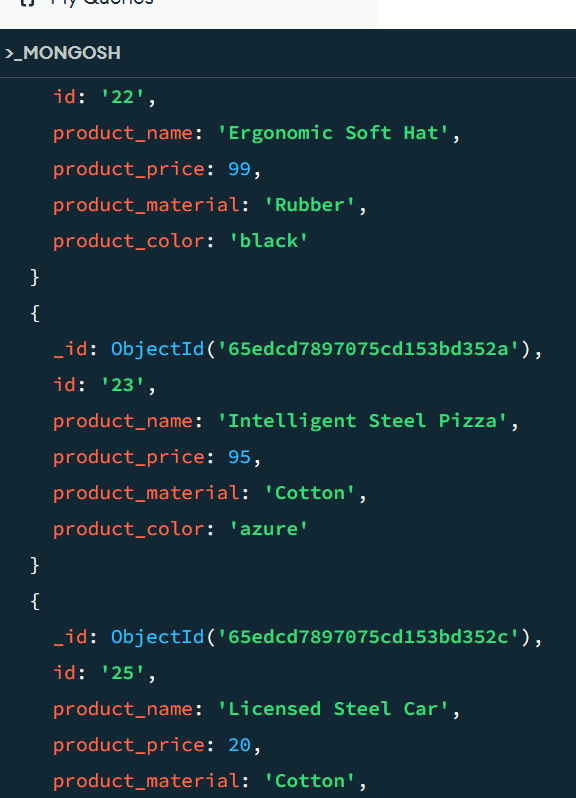 My Queries
>_MONGOSH
id: '22',
product_name: 'Ergonomic Soft Hat',
product_price: 99,
product_material: 'Rubber',
product_color: 'black'
}
{
_id: ObjectId('65edcd7897075cd153bd352a'),
id: '23',
product_name: 'Intelligent Steel Pizza',
product_price: 95,
product_material: 'Cotton',
product_color: 'azure'
}
{
_id: ObjectId('65edcd7897075cd153bd352c'),
id: '25',
product_name: 'Licensed Steel Car',
product_price: 20,
product_material: 'Cotton',